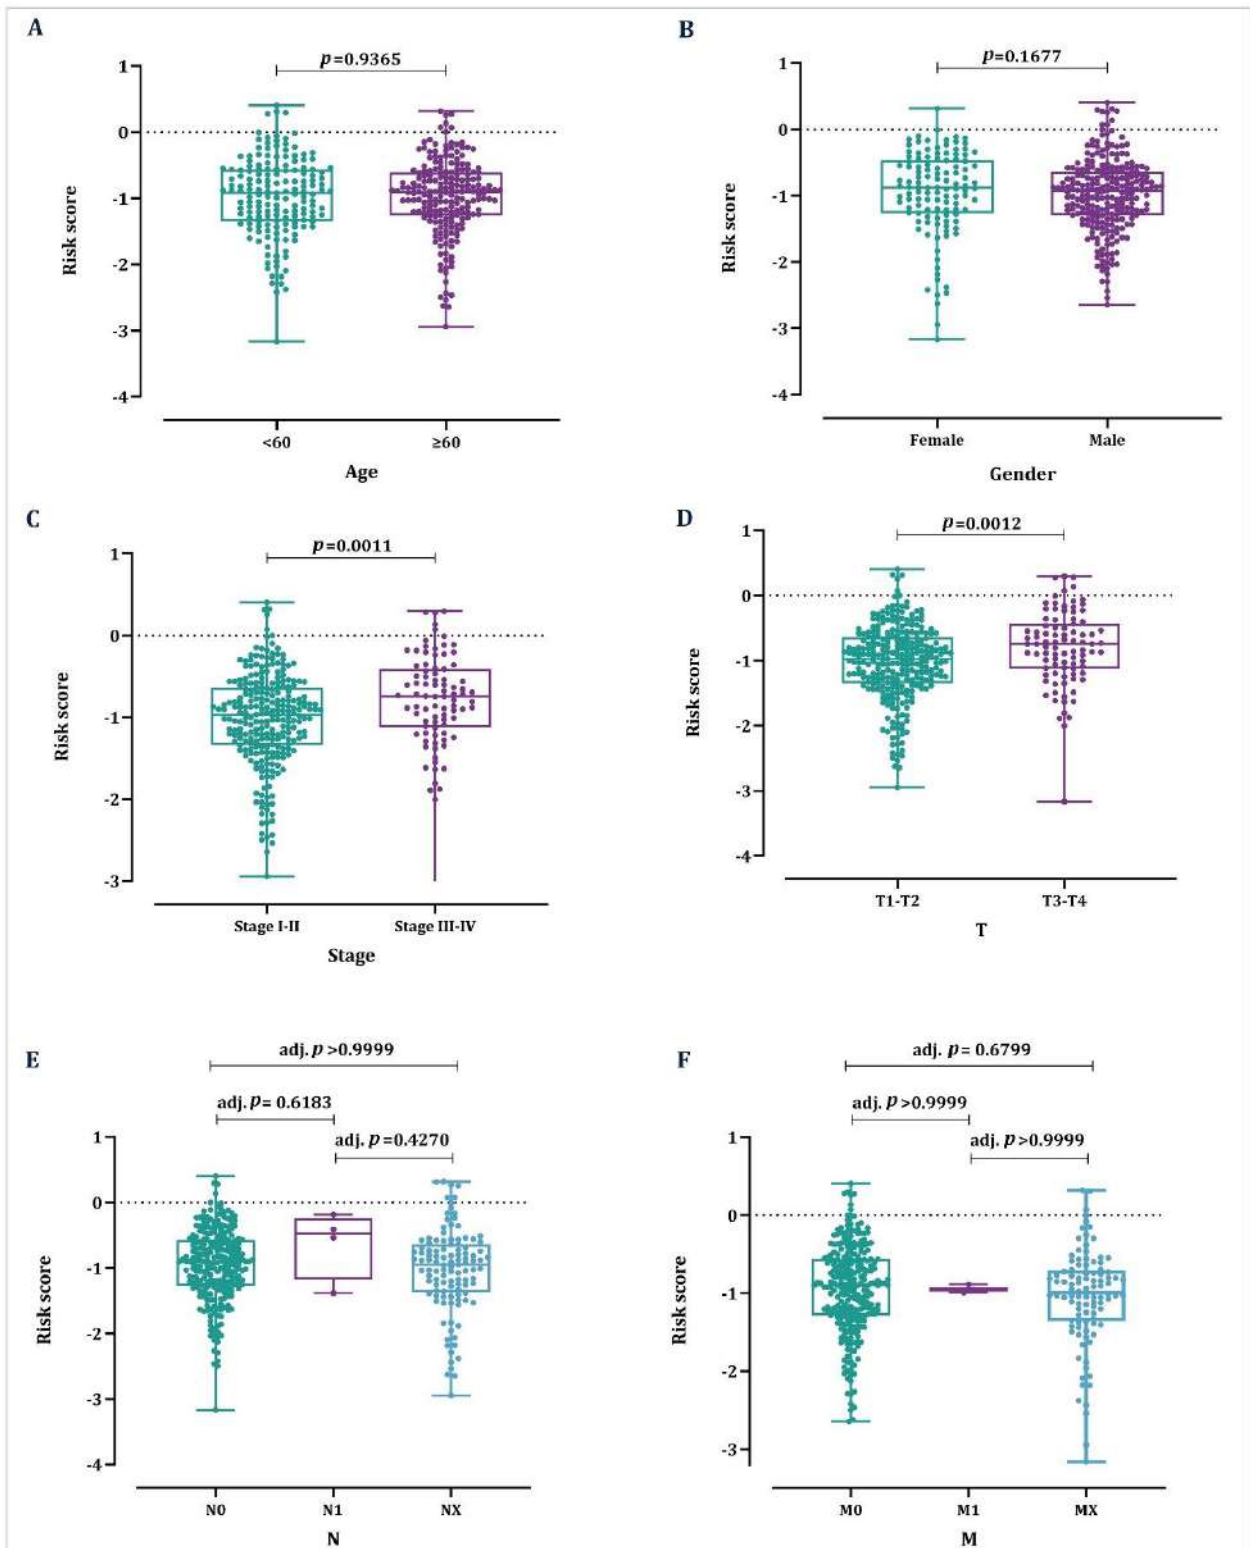 A
p=0.9365
1
0
-1
-2
-3
-4
Risk score
<60
≥60
Age
B
p=0.1677
1
0
-1
-2
-3
-4
Risk score
Female
Male
Gender
C
p=0.0011
1
0
-1
-2
-3
Risk score
Stage I-II
Stage III-IV
Stage
D
p=0.0012
1
0
-1
-2
-3
-4
Risk score
T1-T2
T3-T4
T
E
adj. p >0.9999
adj. p= 0.6183
adj. p =0.4270
1
0
-1
-2
-3
-4
Risk score
N0
N1
NX
N
F
adj. p= 0.6799
adj. p >0.9999
adj. p >0.9999
1
0
-1
-2
-3
Risk score
M0
M1
MX
M